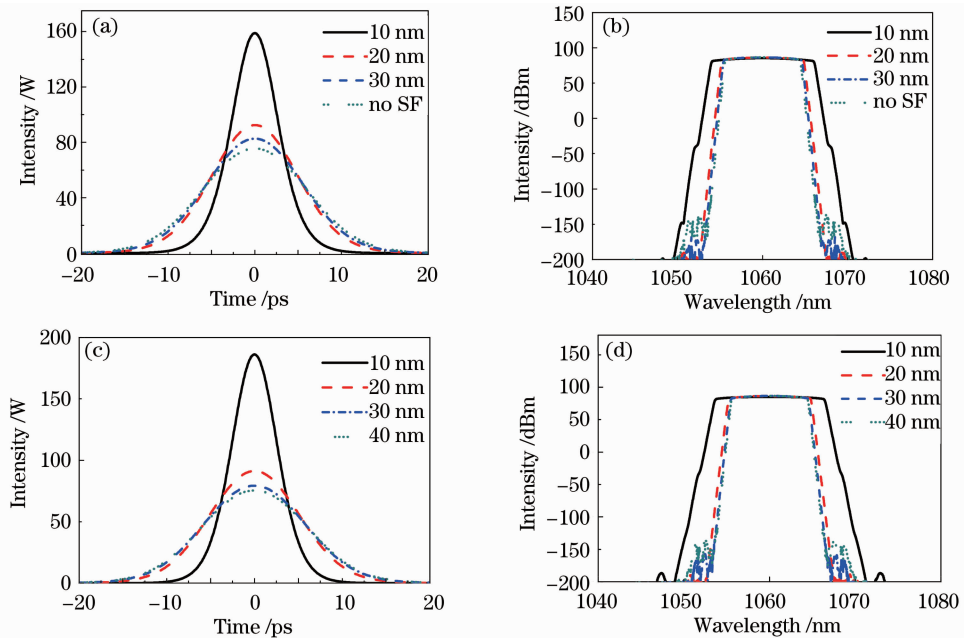 (a)
160
120
80
40
0
Intensity /W
10 nm
20 nm
30 nm
no SF
−20
−10
0
10
20
Time /ps
(b)
150
100
50
0
−50
−100
−150
−200
Intensity /dBm
10 nm
20 nm
30 nm
no SF
1040
1050
1060
1070
1080
Wavelength /nm
(c)
200
150
100
50
0
Intensity /W
10 nm
20 nm
30 nm
40 nm
−20
−10
0
10
20
Time /ps
(d)
150
100
50
0
−50
−100
−150
−200
Intensity /dBm
10 nm
20 nm
30 nm
40 nm
1040
1050
1060
1070
1080
Wavelength /nm